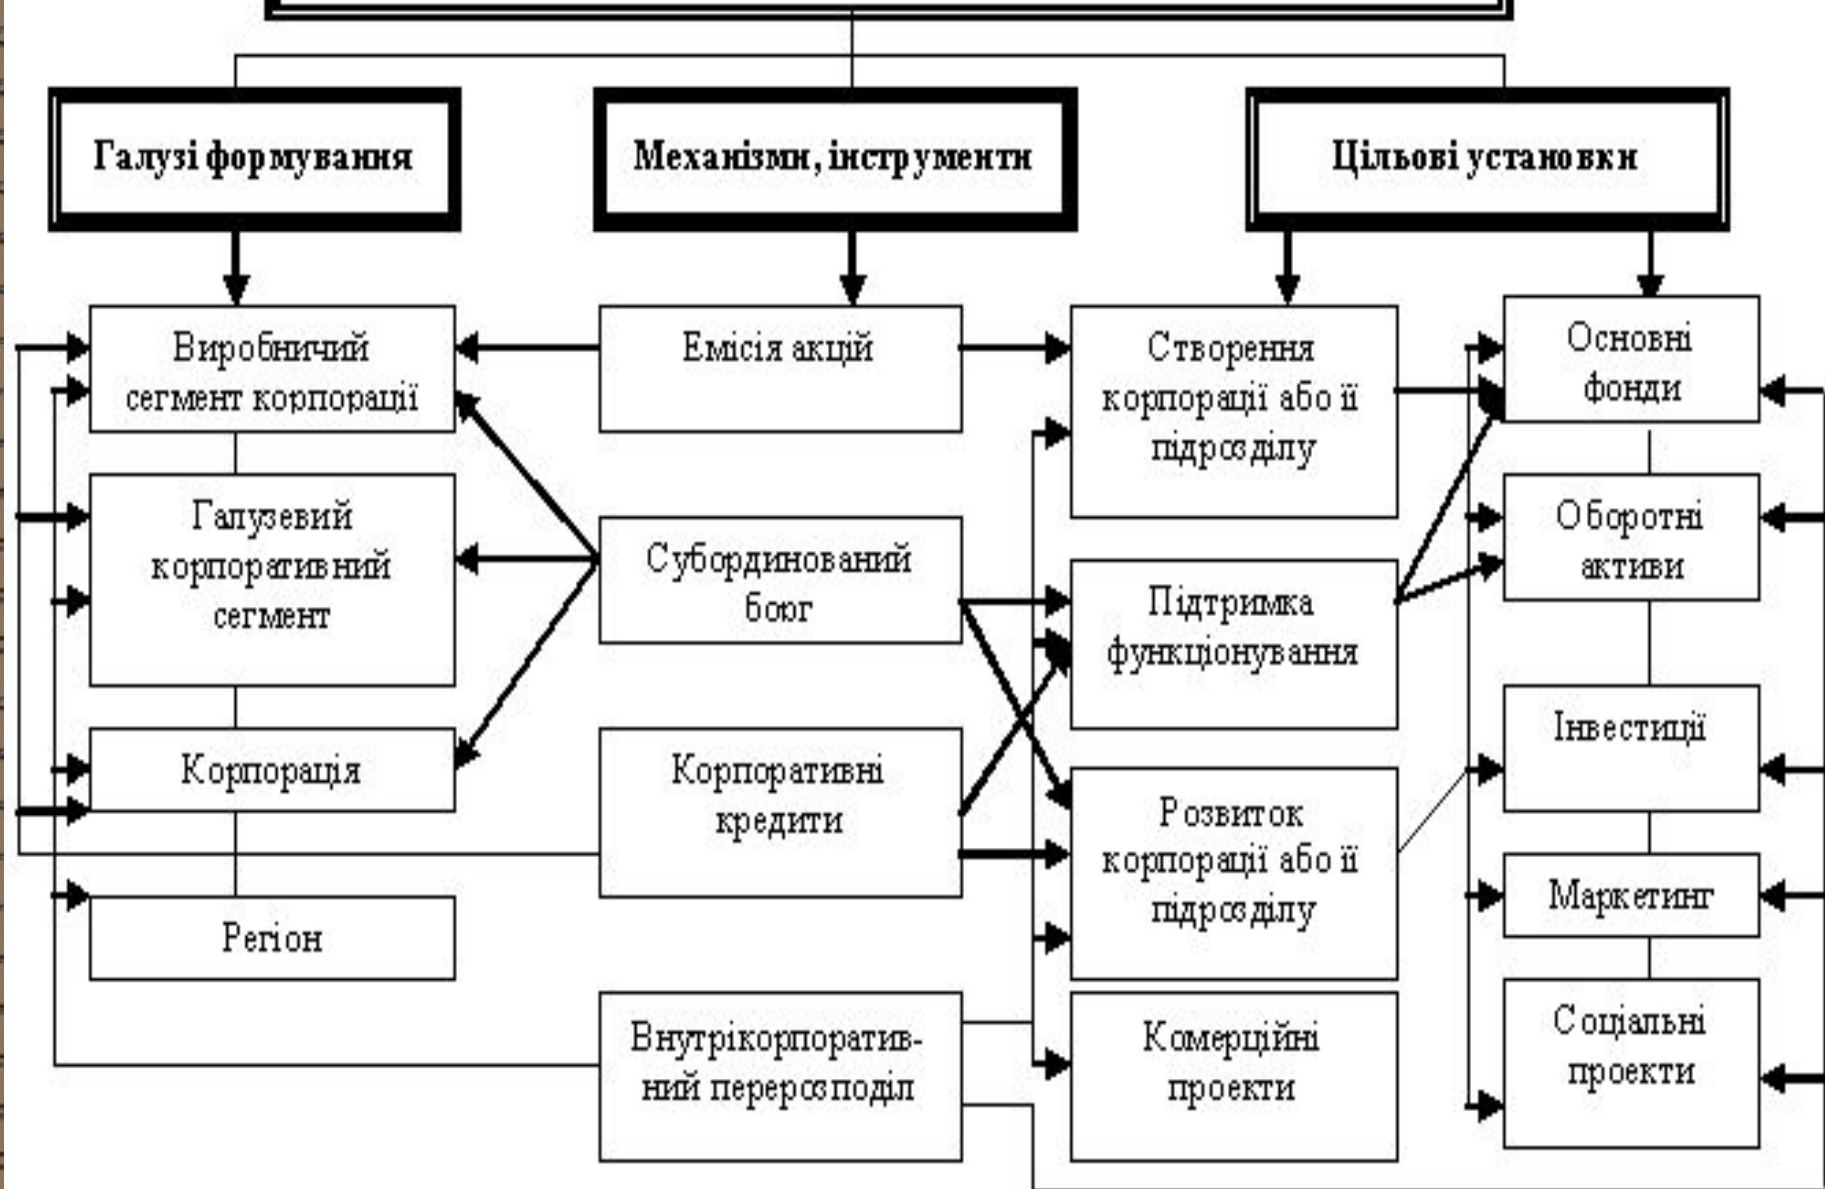 Галузі формування
Механізми, інструменти
Цільові установки
Виробничий
сегмент корпорації
Галузевий
корпоративний
сегмент
Корпорація
Регіон
Емісія акцій
Субординований
борг
Корпоративні
кредити
Внутрікорпоратив-
ний перерозподіл
Створення
корпорації або її
підрозділу
Підтримка
функціонування
Розвиток
корпорації або її
підрозділу
Комерційні
проекти
Основні
фонди
Оборотні
активи
Інвестиції
Маркетинг
Соціальні
проекти